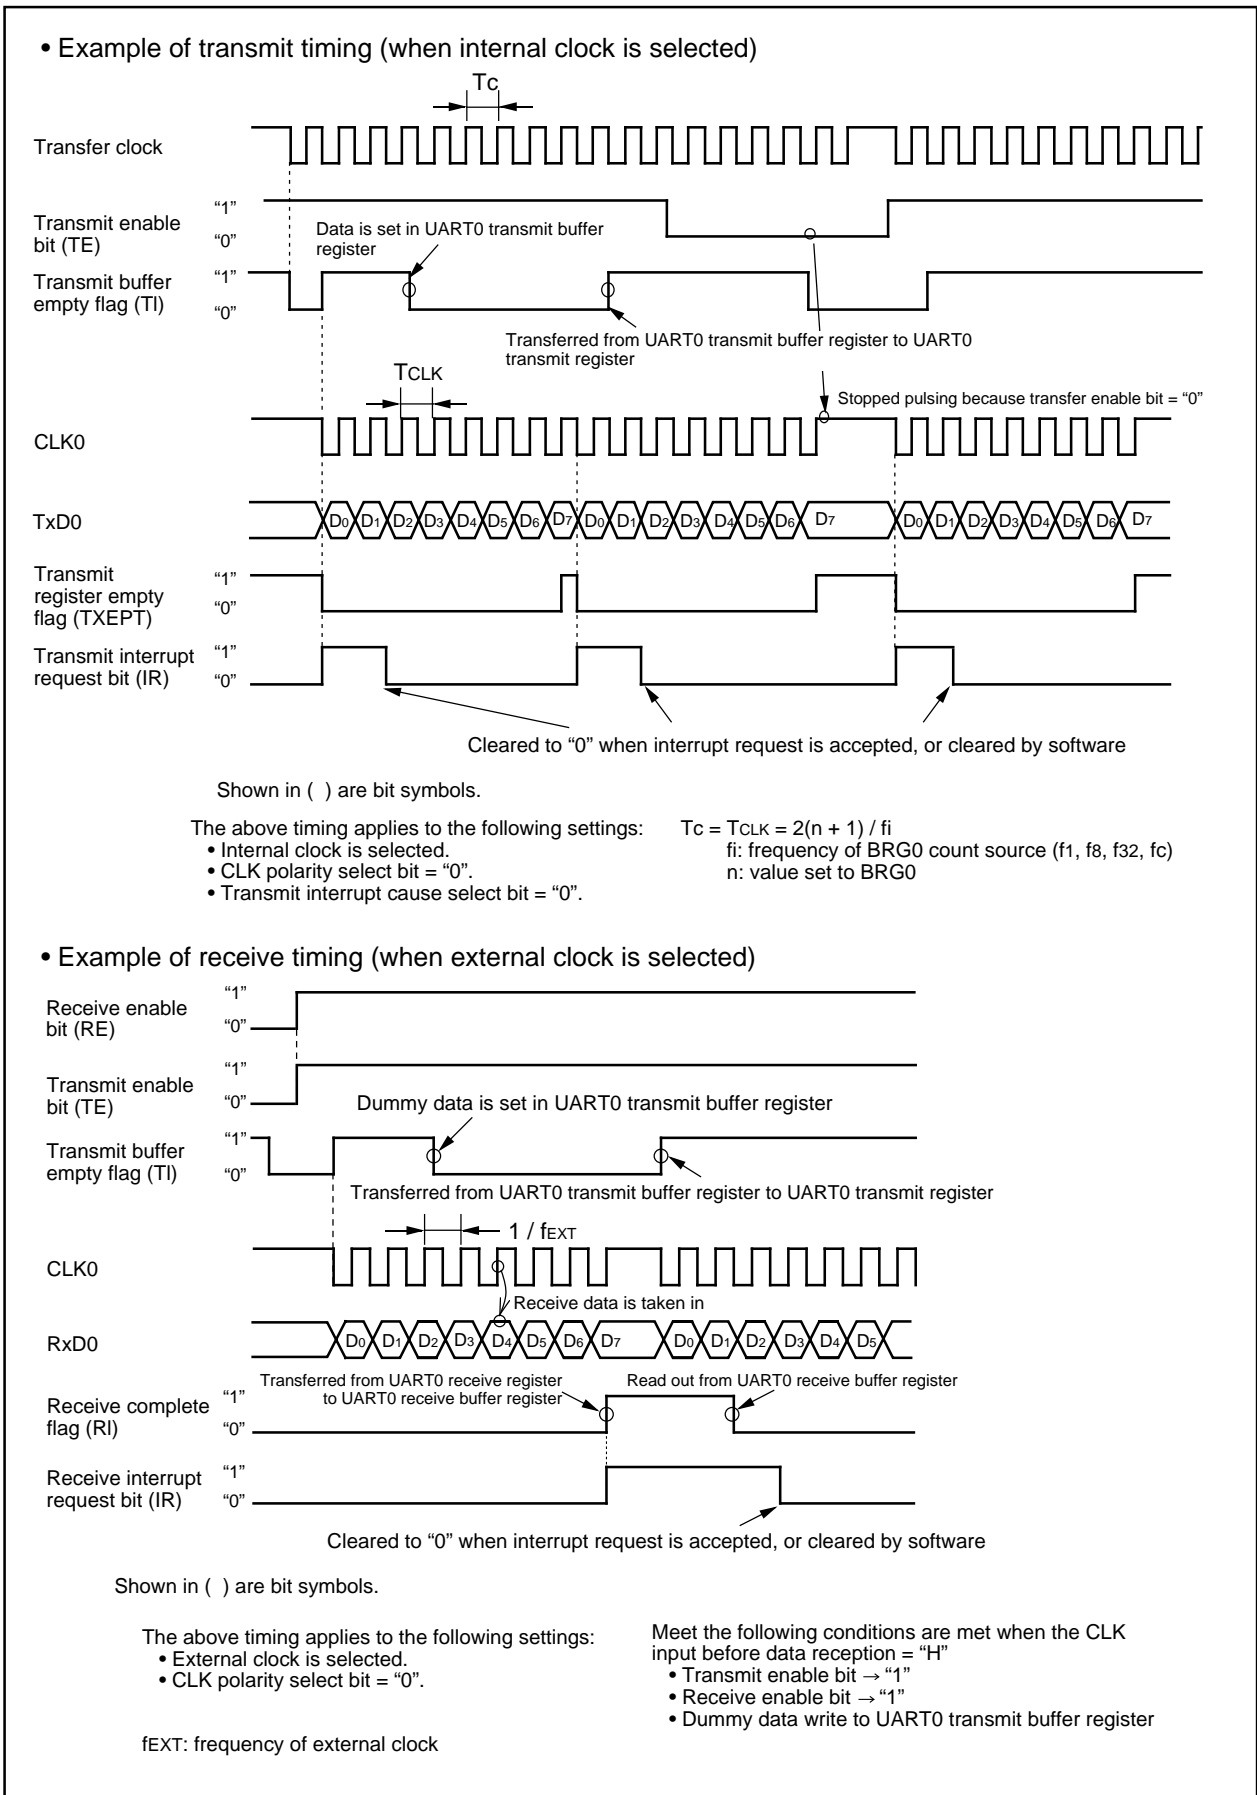 • Example of transmit timing (when internal clock is selected)
Tc
Transfer clock
Transmit enable
bit (TE)
“1”
“0”
Data is set in UART0 transmit buffer
register
Transmit buffer
empty flag (Tl)
“1”
“0”
Transferred from UART0 transmit buffer register to UART0
transmit register
TCLK
Stopped pulsing because transfer enable bit = “0”
CLK0
TxD0
D0 D1 D2 D3 D4 D5 D6 D7 D0 D1 D2 D3 D4 D5 D6 D7 D0 D1 D2 D3 D4 D5 D6 D7
Transmit
register empty
flag (TXEPT)
“1”
“0”
Transmit interrupt
request bit (IR)
“1”
“0”
Cleared to “0” when interrupt request is accepted, or cleared by software
Shown in ( ) are bit symbols.
The above timing applies to the following settings:
• Internal clock is selected.
• CLK polarity select bit = “0”.
• Transmit interrupt cause select bit = “0”.
Tc = TCLK = 2(n + 1) / fi
fi: frequency of BRG0 count source (f1, f8, f32, fc)
n: value set to BRG0
• Example of receive timing (when external clock is selected)
Receive enable
bit (RE)
“1”
“0”
Transmit enable
bit (TE)
“1”
“0”
Dummy data is set in UART0 transmit buffer register
Transmit buffer
empty flag (Tl)
“1”
“0”
Transferred from UART0 transmit buffer register to UART0 transmit register
1 / fEXT
CLK0
Receive data is taken in
RxD0
D0 D1 D2 D3 D4 D5 D6 D7 D0 D1 D2 D3 D4 D5
Transferred from UART0 receive register
to UART0 receive buffer register
Read out from UART0 receive buffer register
Receive complete
flag (Rl)
“1”
“0”
Receive interrupt
request bit (IR)
“1”
“0”
Cleared to “0” when interrupt request is accepted, or cleared by software
Shown in ( ) are bit symbols.
The above timing applies to the following settings:
• External clock is selected.
• CLK polarity select bit = “0”.
fEXT: frequency of external clock
Meet the following conditions are met when the CLK
input before data reception = “H”
• Transmit enable bit → “1”
• Receive enable bit → “1”
• Dummy data write to UART0 transmit buffer register